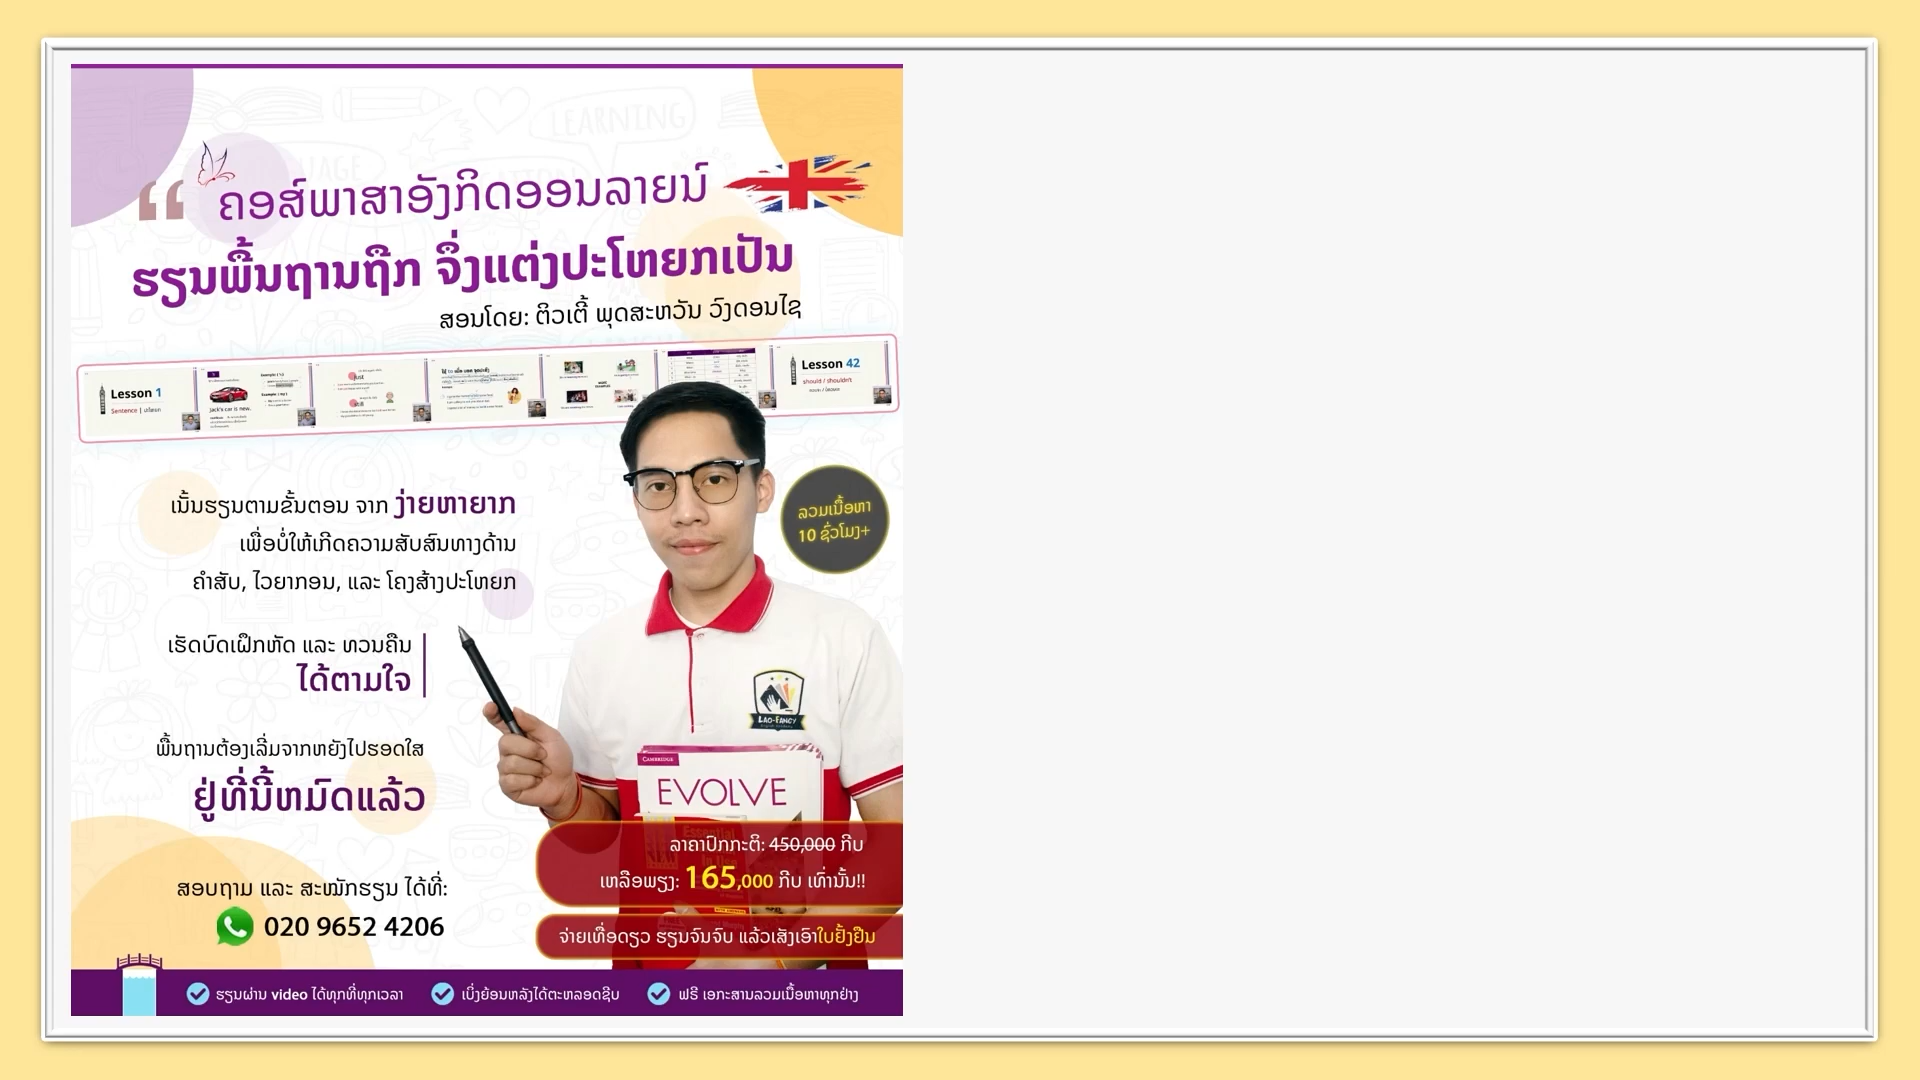 LEARNING
“ ຄອສ໌ພາສາອັງກິດອອນລາຍນ໌
ຮຽນພື້ນຖານຖືກ ຈຶ່ງແຕ່ງປະໂຫຍກເປັນ
ສອນໂດຍ: ຕິວເຕີ້ ພຸດສະຫວັນ ວົງດອນໄຊ
Lesson 1
Sentence | ປະໂຫຍກ
Jack's car is new.
Lesson 42
should / shouldn't
ເນັ້ນຮຽນຕາມຂັ້ນຕອນ ຈາກ ງ່າຍຫາຍາກ
ເພື່ອບໍ່ໃຫ້ເກີດຄວາມສັບສົນທາງດ້ານ
ຄຳສັບ, ໄວຍາກອນ, ແລະ ໂຄງສ້າງປະໂຫຍກ
ລວມເນື້ອຫາ
10 ຊົ່ວໂມງ+
ເຮັດບົດເຝຶກຫັດ ແລະ ທວນຄືນ
ໄດ້ຕາມໃຈ
LAO-FANCY
ພື້ນຖານຕ້ອງເລີ່ມຈາກຫຍັງໄປຮອດໃສ
ຢູ່ທີ່ນີ້ຫມົດແລ້ວ
CAMBRIDGE
EVOLVE
ລາຄາປົກກະຕິ: 450,000 ກີບ
ເຫລືອພຽງ: 165,000 ກີບ ເທົ່ານັ້ນ!!
ຈ່າຍເທື່ອດຽວ ຮຽນຈົນຈົບ ແລ້ວເສັງເອົາໃບຢັ້ງຢືນ
ສອບຖາມ ແລະ ສະໝັກຮຽນ ໄດ້ທີ່:
020 9652 4206
ຮຽນຜ່ານ video ໄດ້ທຸກທີ່ທຸກເວລາ
ເບິ່ງຍ້ອນຫລັງໄດ້ຕະຫລອດຊີບ
ຟຣີ ເອກະສານລວມເນື້ອຫາທຸກຢ່າງ